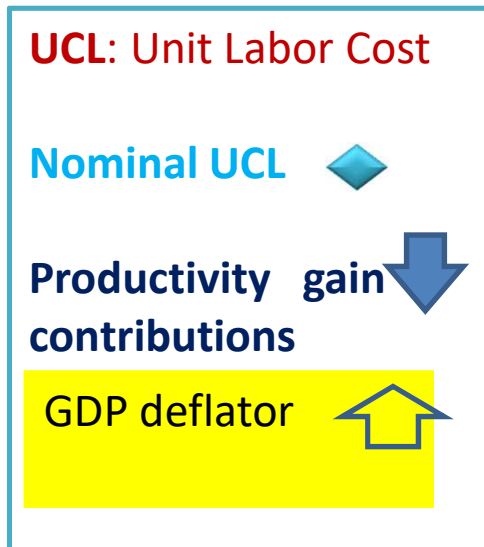 UCL: Unit Labor Cost
Nominal UCL
Productivity gain
contributions
GDP deflator